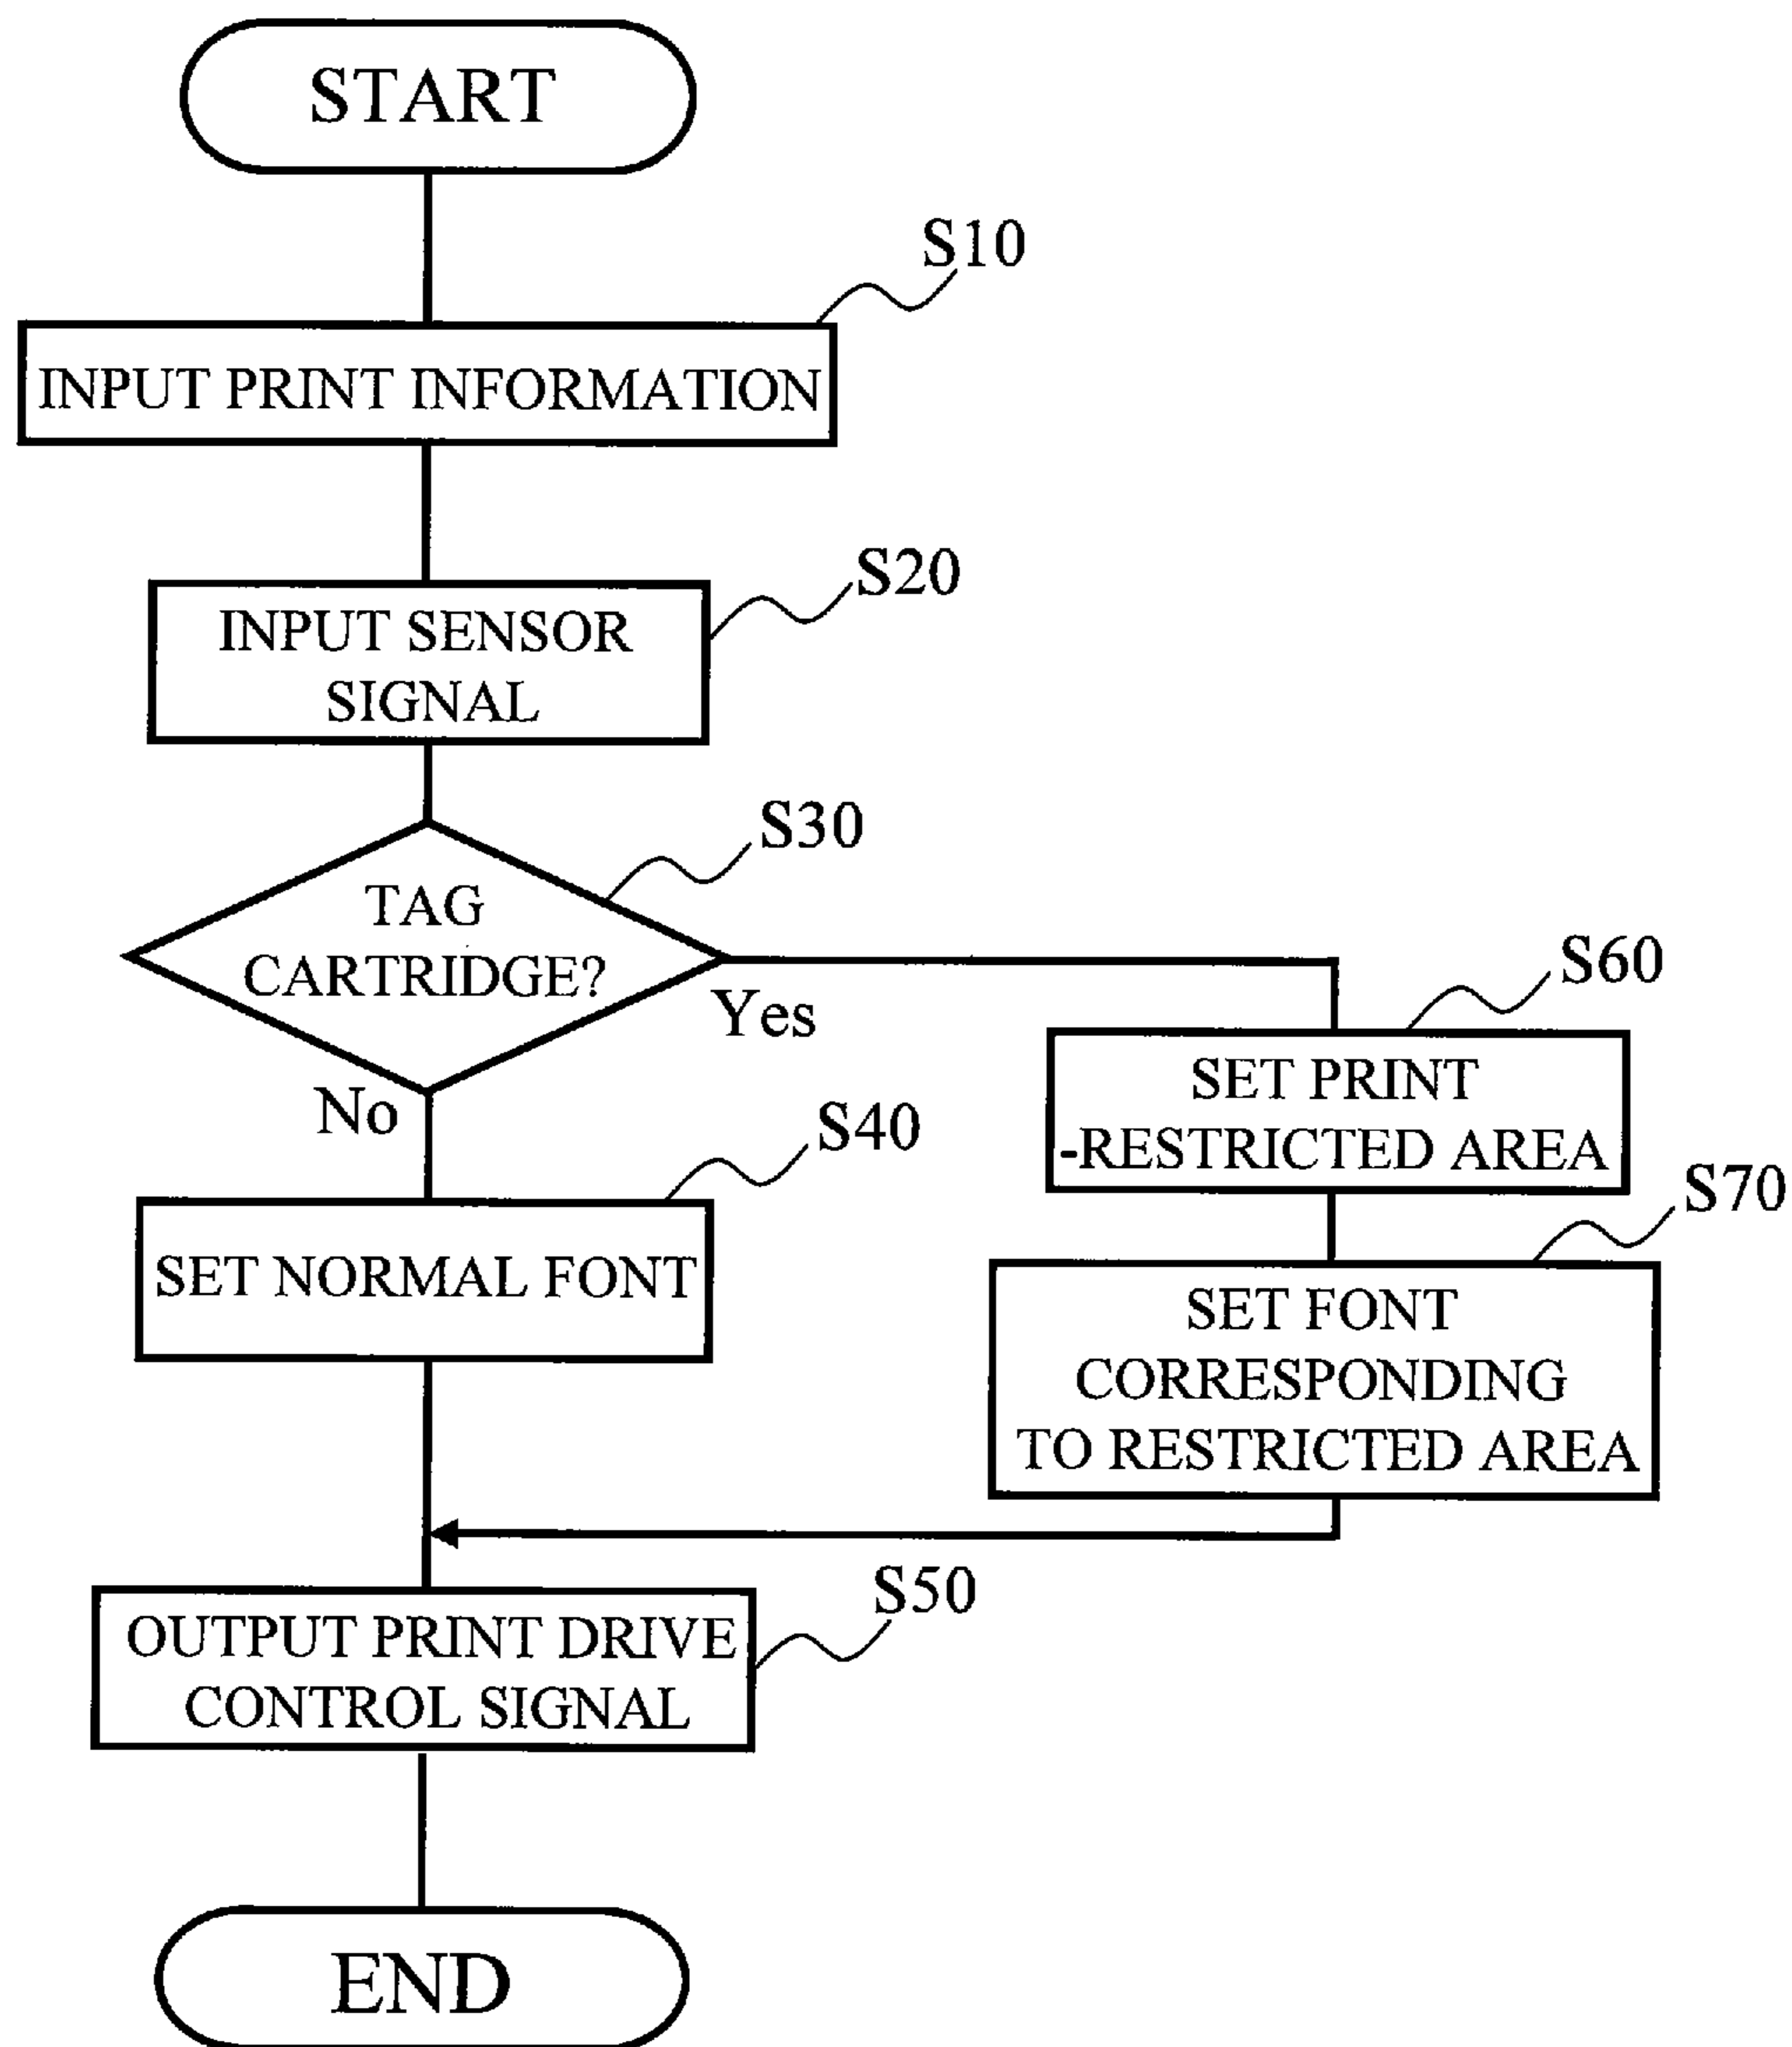 START
S10
INPUT PRINT INFORMATION
S20
INPUT SENSOR
SIGNAL
S30
TAG
CARTRIDGE?
Yes
No
S60
SET PRINT
-RESTRICTED AREA
S40
SET NORMAL FONT
S70
SET FONT
CORRESPONDING
TO RESTRICTED AREA
S50
OUTPUT PRINT DRIVE
CONTROL SIGNAL
END